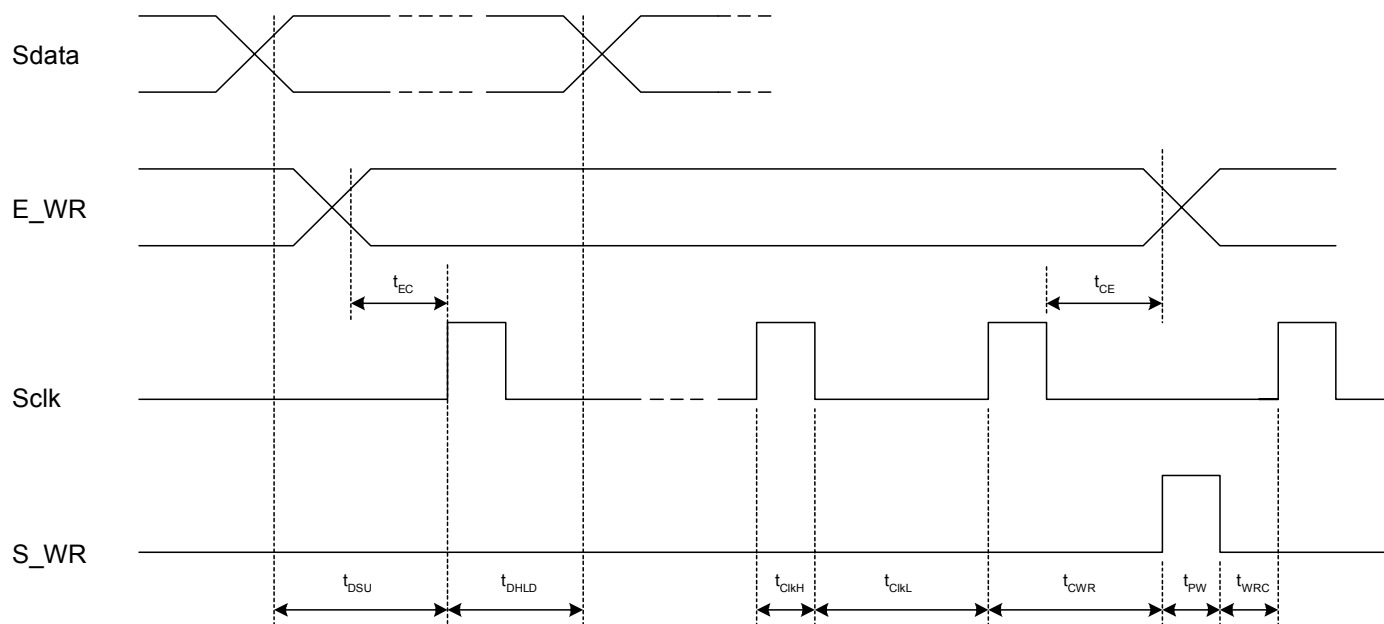 Sdata
E_WR
tEC
tCE
Sclk
S_WR
tDSU
tDHLD
tClkH
tClkL
tCWR
tPW
tWRC